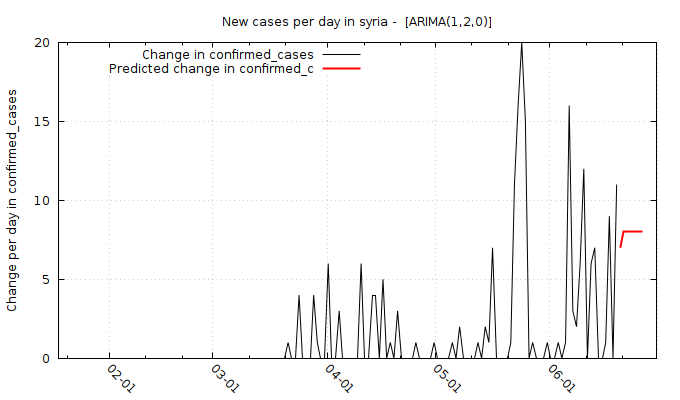 New cases per day in syria -  [ARIMA(1,2,0)]
Change in confirmed_cases
Predicted change in confirmed_c
Change per day in confirmed_cases
20
15
10
5
0
02-01
03-01
04-01
05-01
06-01